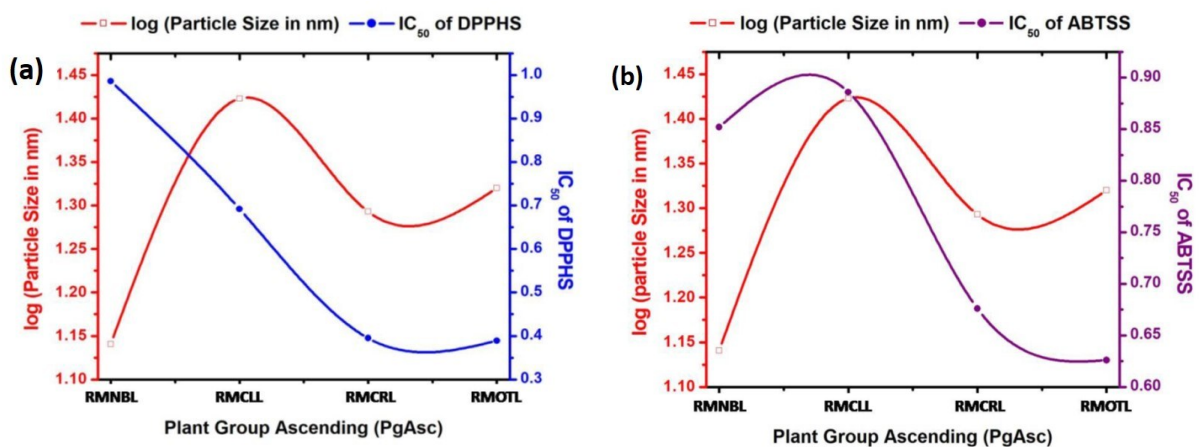 log (Particle Size in nm) IC50 of DPPHS
(a)
1.45
1.40
1.35
1.30
1.25
1.20
1.15
1.10
log (Particle Size in nm)
1.0
0.9
0.8
0.7
0.6
0.5
0.4
0.3
IC50 of DPPHS
RMNBL RMCLL RMCRL RMOTL
Plant Group Ascending (PgAsc)
log (Particle Size in nm) IC50 of ABTSS
(b)
1.45
1.40
1.35
1.30
1.25
1.20
1.15
1.10
log (particle Size in nm)
0.90
0.85
0.80
0.75
0.70
0.65
0.60
IC50 of ABTSS
RMNBL RMCLL RMCRL RMOTL
Plant Group Ascending (PgAsc)